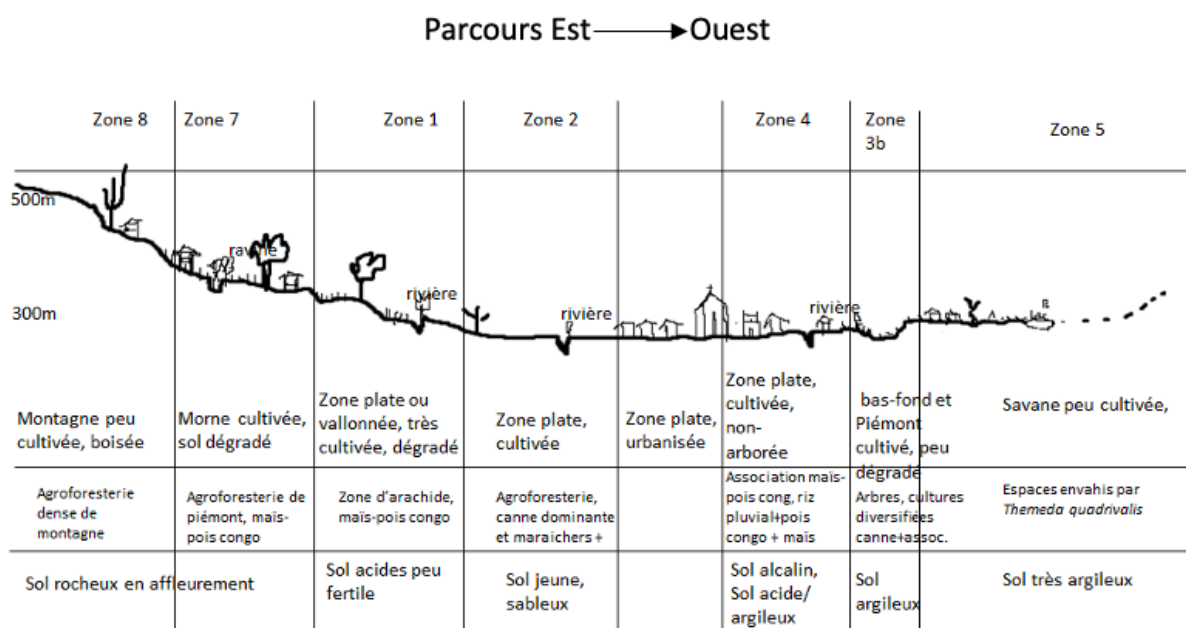 Parcours Est → Ouest
Zone 8
Zone 7
Zone 1
Zone 2
Zone 4
Zone
3b
Zone 5
500m
300m
ravine
rivière
rivière
rivière
Montagne peu
cultivée, boisée
Morne cultivée,
sol dégradé
Zone plate ou
vallonnée, très
cultivée, dégradé
Zone plate,
cultivée
Zone plate,
urbanisée
Zone plate,
cultivée,
non-
arborée
bas-fond et
Piémont
cultivé, peu
dégradé
Savane peu cultivée,
Agroforesterie
dense de
montagne
Agroforesterie de
piémont, maïs-
pois congo
Zone d'arachide,
maïs-pois congo
Agroforesterie,
canne dominante
et maraichers +
Association maïs-
pois cong, riz
pluvial+pois
congo + maïs
Arbres, cultures
diversifiées
canne+assoc.
Espaces envahis par
Themeda quadrivalis
Sol rocheux en affleurement
Sol acides peu
fertile
Sol jeune,
sableux
Sol alcalin,
Sol acide/
argileux
Sol
argileux
Sol très argileux